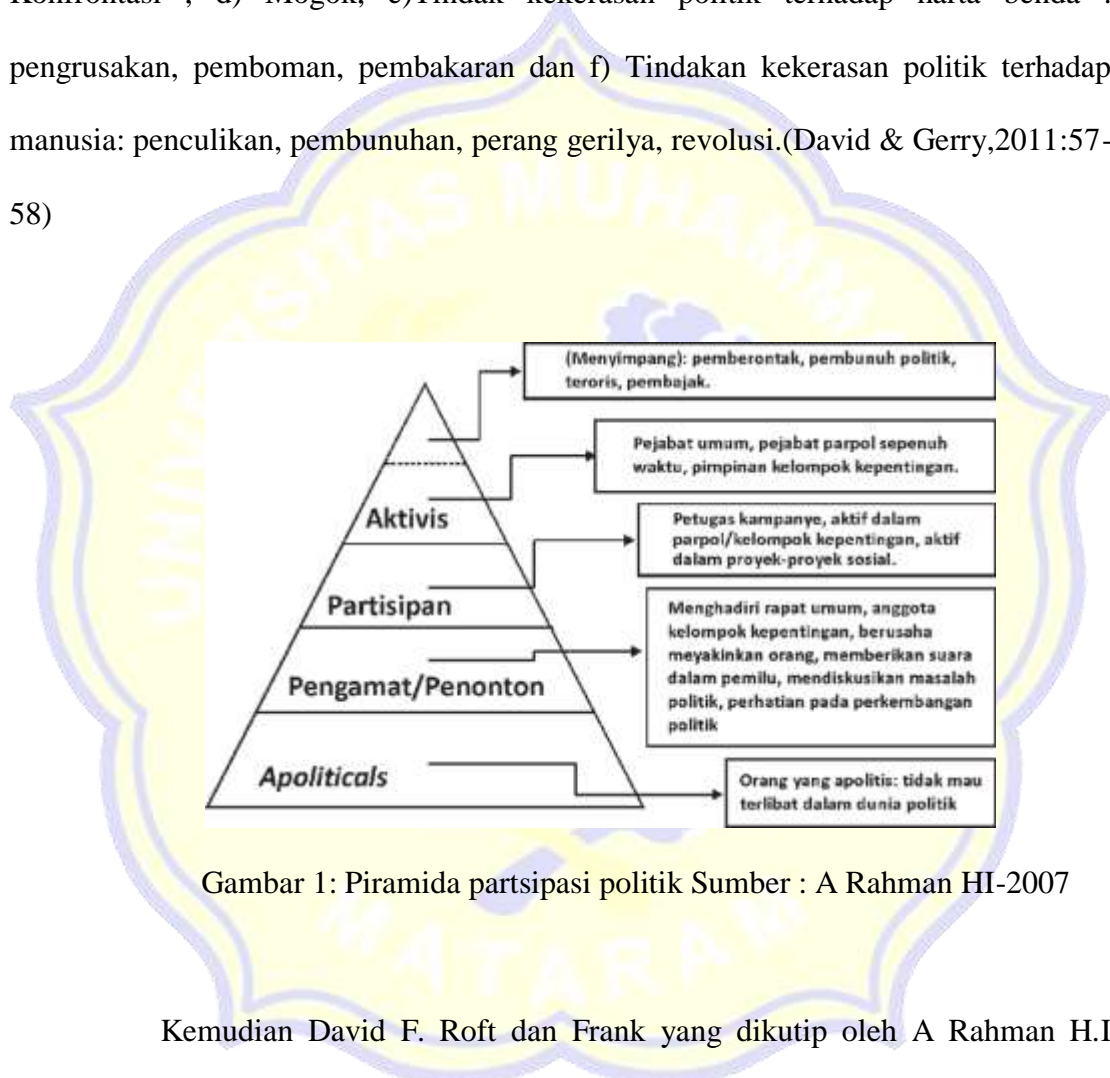 Konfrontasi , d) Mogok, e)Tindak kekerasan politik terhadap harta benda :
pengrusakan, pemboman, pembakaran dan f) Tindakan kekerasan politik terhadap
manusia: penculikan, pembunuhan, perang gerilya, revolusi.(David & Gerry,2011:57-
58)
UNIVERSITAS MUHAMM
(Menyimpang): pemberontak, pembunuh politik,
teroris, pembajak.
Pejabat umum, pejabat parpol sepenuh
waktu, pimpinan kelompok kepentingan.
Aktivis
Petugas kampanye, aktif dalam
parpol/kelompok kepentingan, aktif
dalam proyek-proyek sosial.
Partisipan
Menghadiri rapat umum, anggota
kelompok kepentingan, berusaha
meyakinkan orang, memberikan suara
dalam pemilu, mendiskusikan masalah
politik, perhatian pada perkembangan
politik
Pengamat/Penonton
Apoliticals
Orang yang apolitis: tidak mau
terlibat dalam dunia politik
Gambar 1: Piramida partsipasi politik Sumber : A Rahman HI-2007
MATARAM
Kemudian David F. Roft dan Frank yang dikutip oleh A Rahman H.I